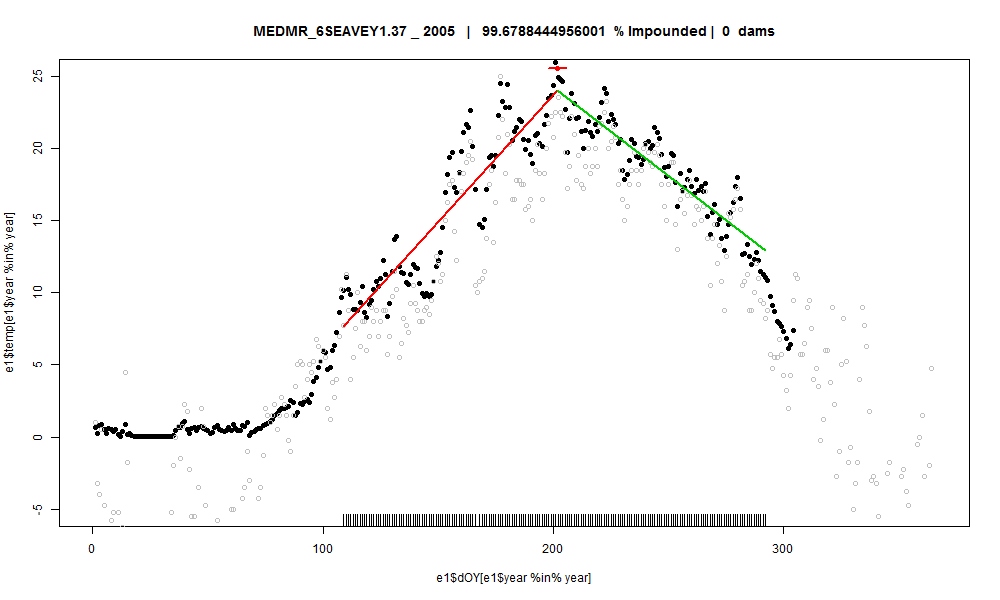 MEDMR_6SEAVEY1.37 _ 2005 | 99.6788444956001 % Impounded | 0 dams
25
20
15
10
5
0
-5
e1$temp[e1$year %in% year]
0 100 200 300
e1$dOY[e1$year %in% year]